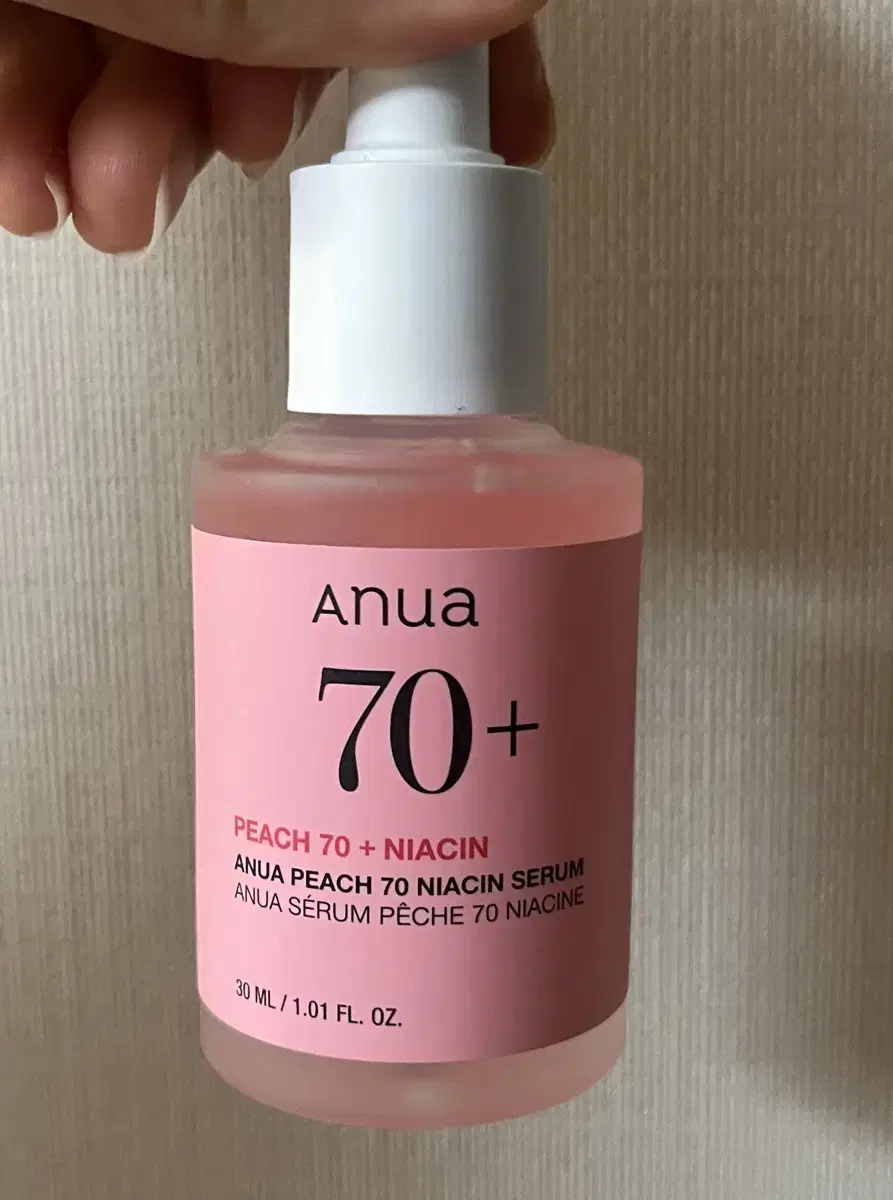 Anua
70+
PEACH 70 + NIACIN
ANUA PEACH 70 NIACIN SERUM
ANUA SÉRUM PÊCHE 70 NIACINE
30 ML / 1.01 FL. OZ.